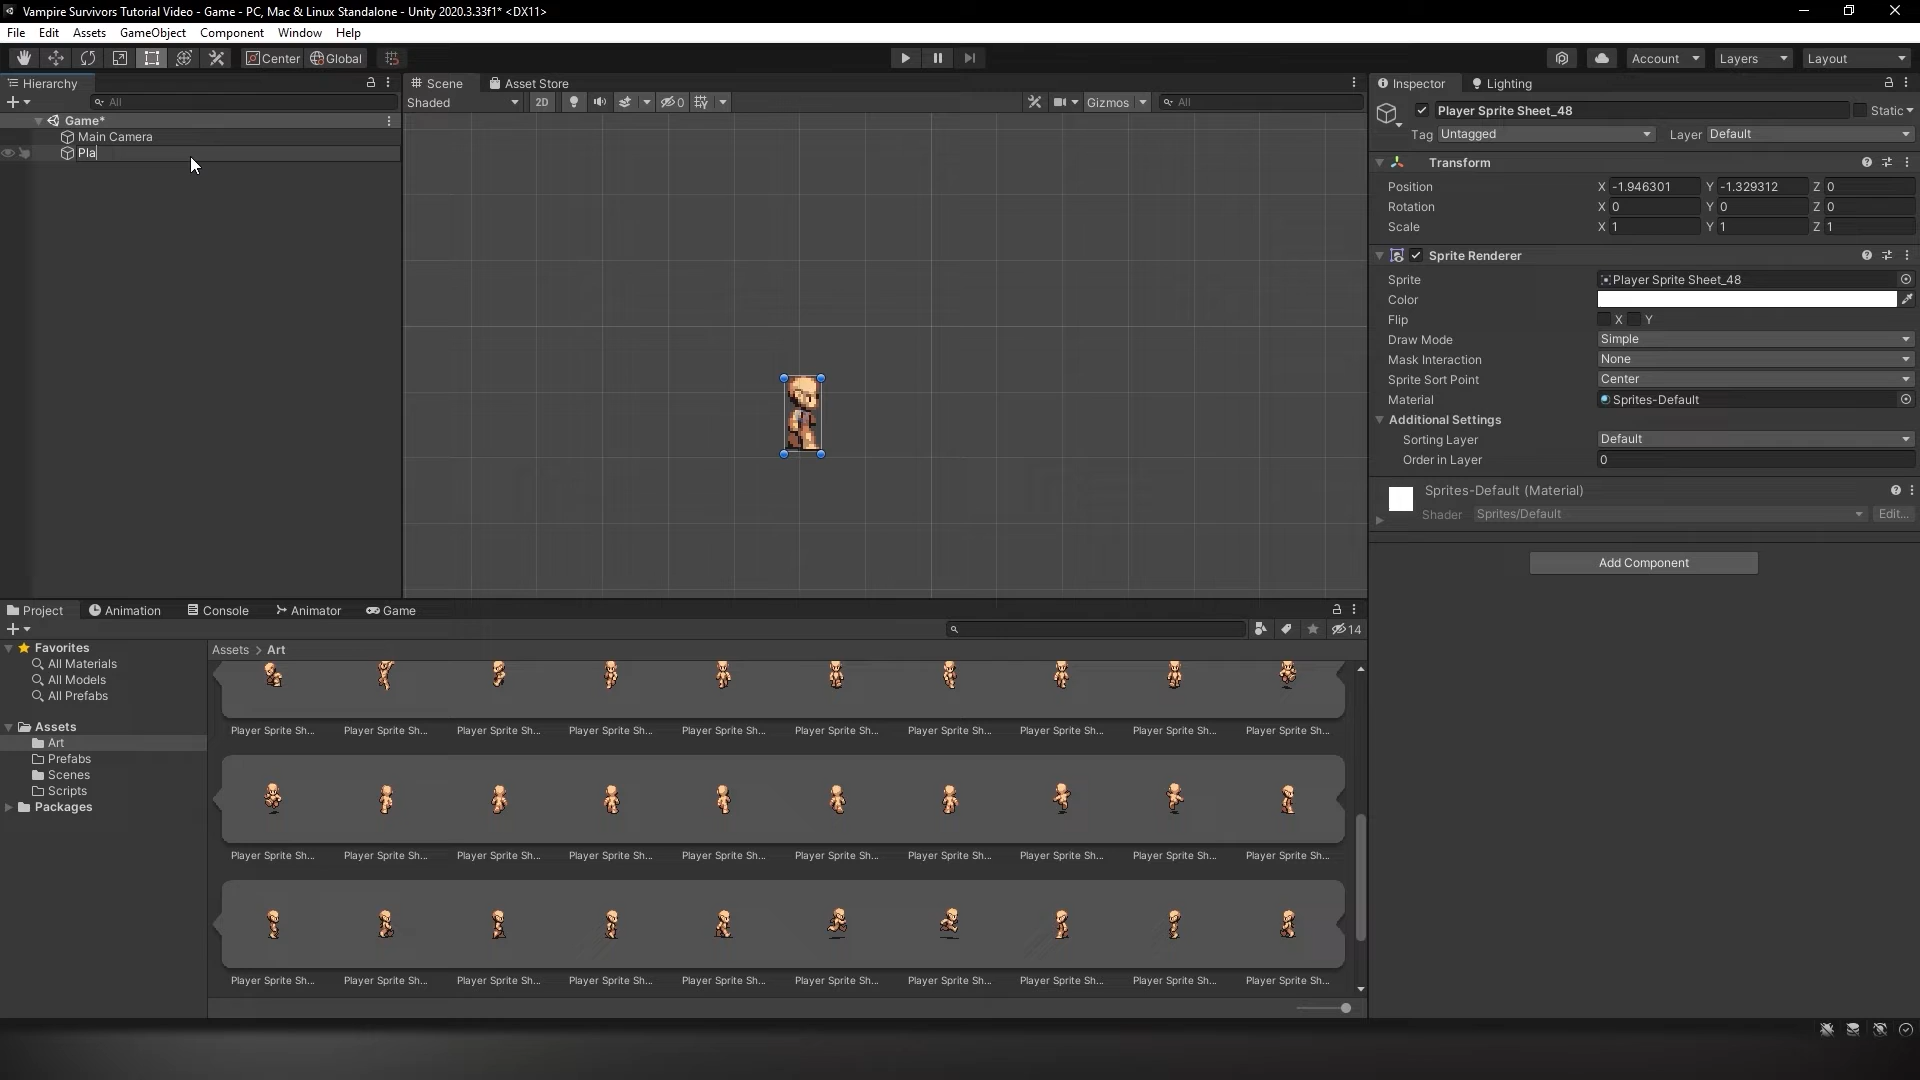 Vampire Survivors Tutorial Video - Game - PC, Mac & Linux Standalone - Unity 2020.3.33f1* <DX11>
File Edit Assets GameObject Component Window Help
Center Global Account Layers Layout
Hierarchy
All
Game*
Main Camera
Pla
Scene Asset Store
Shaded 2D 0 Gizmos All
Inspector Lighting
Player Sprite Sheet_48 Static
Tag Untagged Layer Default
Transform
Position X -1.946301 Y -1.329312 Z 0
Rotation X 0 Y 0 Z 0
Scale X 1 Y 1 Z 1
Sprite Renderer
Sprite Player Sprite Sheet_48
Color
Flip X Y
Draw Mode Simple
Mask Interaction None
Sprite Sort Point Center
Material Sprites-Default
Additional Settings
Sorting Layer Default
Order in Layer 0
Sprites-Default (Material)
Shader Sprites/Default Edit...
Add Component
Project Animation Console Animator Game
14
Favorites
All Materials
All Models
All Prefabs
Assets
Art
Prefabs
Scenes
Scripts
Packages
Assets > Art
Player Sprite Sh... Player Sprite Sh... Player Sprite Sh... Player Sprite Sh... Player Sprite Sh... Player Sprite Sh... Player Sprite Sh... Player Sprite Sh... Player Sprite Sh... Player Sprite Sh...
Player Sprite Sh... Player Sprite Sh... Player Sprite Sh... Player Sprite Sh... Player Sprite Sh... Player Sprite Sh... Player Sprite Sh... Player Sprite Sh... Player Sprite Sh... Player Sprite Sh...
Player Sprite Sh... Player Sprite Sh... Player Sprite Sh... Player Sprite Sh... Player Sprite Sh... Player Sprite Sh... Player Sprite Sh... Player Sprite Sh... Player Sprite Sh... Player Sprite Sh...